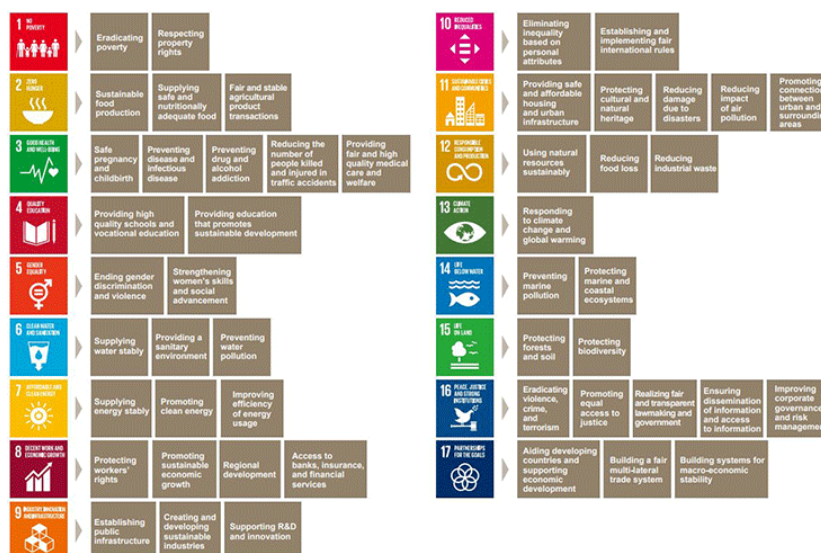 1 NO
POVERTY
Eradicating
poverty
Respecting
property
rights
2 ZERO
HUNGER
Sustainable
food
production
Supplying
safe and
nutritionally
adequate food
Fair and stable
agricultural
product
transactions
3 GOOD HEALTH
AND WELL-BEING
Safe
pregnancy
and
childbirth
Preventing
disease and
infectious
disease
Preventing
drug and
alcohol
addiction
Reducing the
number of
people killed
and injured in
traffic accidents
Providing
fair and high
quality medical
care and
welfare
4 QUALITY
EDUCATION
Providing high
quality schools and
vocational education
Providing education
that promotes
sustainable development
5 GENDER
EQUALITY
Ending gender
discrimination
and violence
Strengthening
women's skills
and social
advancement
6 CLEAN WATER
AND SANITATION
Supplying
water stably
Providing a
sanitary
environment
Preventing
water
pollution
7 AFFORDABLE AND
CLEAN ENERGY
Supplying
energy stably
Promoting
clean energy
Improving
efficiency
of energy
usage
8 DECENT WORK AND
ECONOMIC GROWTH
Protecting
workers'
rights
Promoting
sustainable
economic
growth
Regional
development
Access to
banks, insurance,
and financial
services
9 INDUSTRY, INNOVATION
AND INFRASTRUCTURE
Establishing
public
infrastructure
Creating and
developing
sustainable
industries
Supporting R&D
and innovation
10 REDUCED
INEQUALITIES
Eliminating
inequality
based on
personal
attributes
Establishing and
implementing fair
international rules
11 SUSTAINABLE CITIES
AND COMMUNITIES
Providing safe
and affordable
housing
and urban
infrastructure
Protecting
cultural and
natural
heritage
Reducing
damage
due to
disasters
Reducing
impact
of air
pollution
Promoting
connection
between
urban and
surroundin
areas
12 RESPONSIBLE
CONSUMPTION
AND PRODUCTION
Using natural
resources
sustainably
Reducing
food loss
Reducing
industrial waste
13 CLIMATE
ACTION
Responding
to climate
change and
global warming
14 LIFE
BELOW WATER
Preventing
marine
pollution
Protecting
marine and
coastal
ecosystems
15 LIFE
ON LAND
Protecting
forests
and soil
Protecting
biodiversity
16 PEACE, JUSTICE
AND STRONG
INSTITUTIONS
Eradicating
violence,
crime,
and
terrorism
Promoting
equal
access to
justice
Realizing fair
and transparent
lawmaking and
government
Ensuring
dissemination
of information
and access
to information
Improving
corporate
governance
and risk
manageme
17 PARTNERSHIPS
FOR THE GOALS
Aiding developing
countries and
supporting
economic
development
Building a fair
multi-lateral
trade system
Building systems for
macro-economic
stability